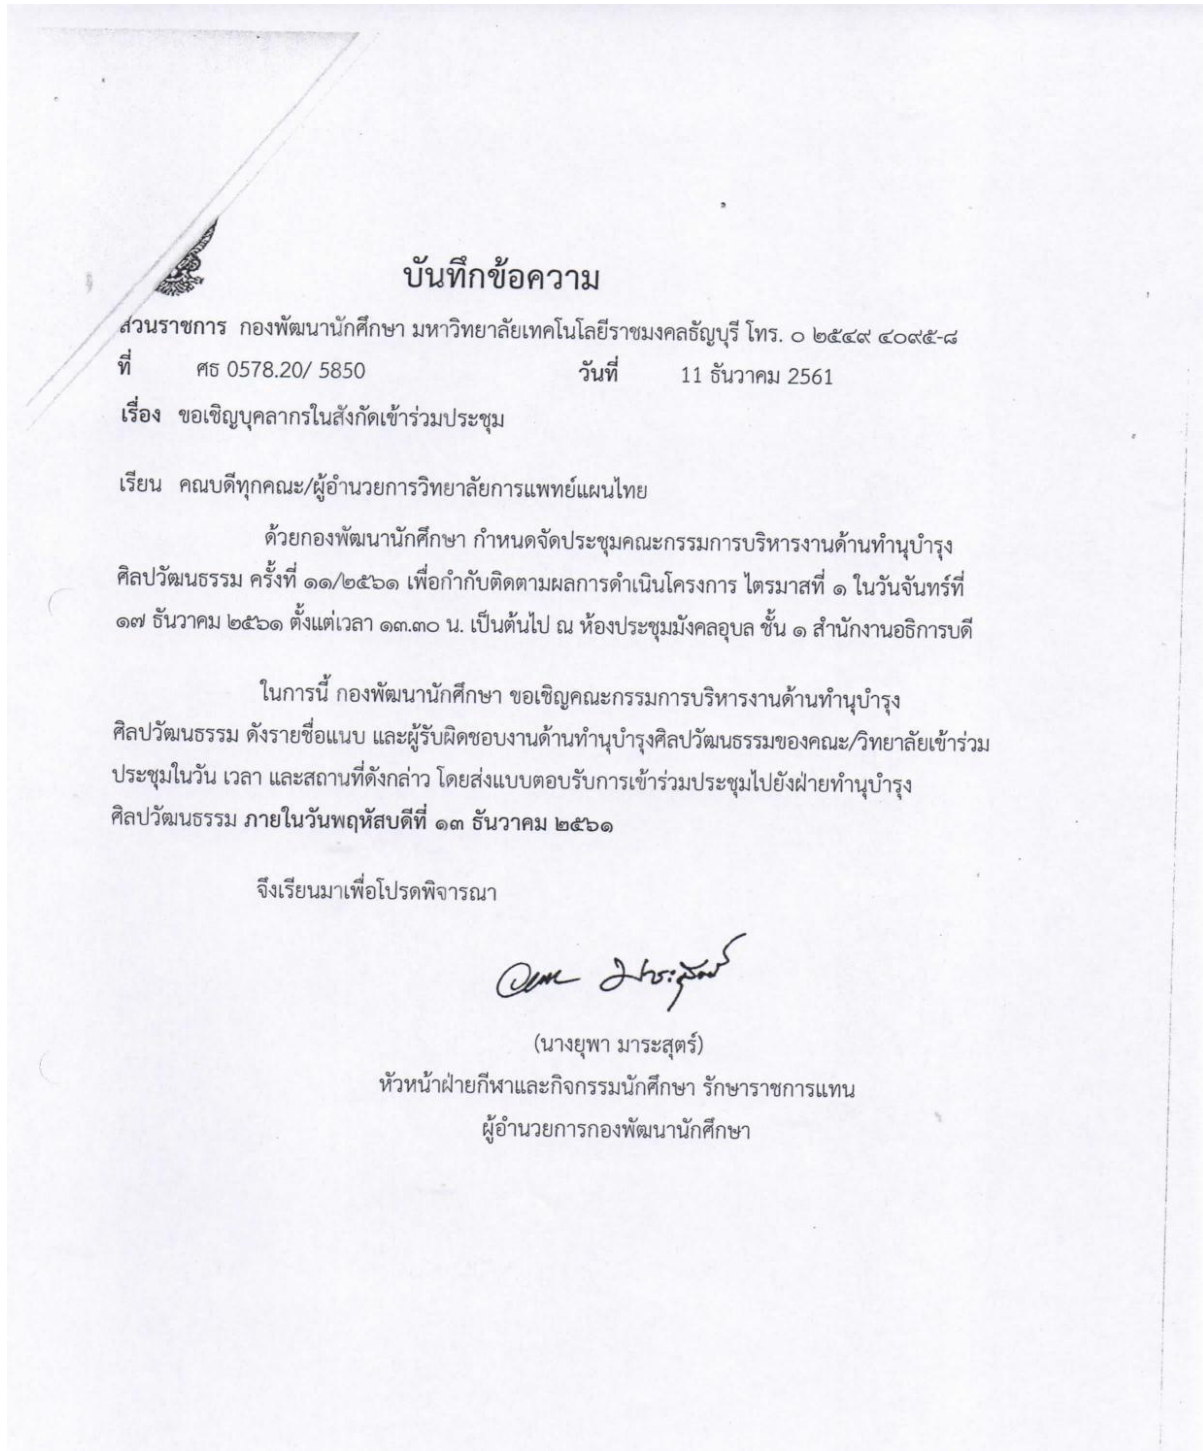 บันทึกข้อความ
ส่วนราชการ กองพัฒนานักศึกษา มหาวิทยาลัยเทคโนโลยีราชมงคลธัญบุรี โทร. ๐ ๒๕๔๙ ๔๐๙๕-๘
ที่ ศธ 0578.20/ 5850 วันที่ 11 ธันวาคม 2561
เรื่อง ขอเชิญบุคลากรในสังกัดเข้าร่วมประชุม
เรียน คณบดีทุกคณะ/ผู้อำนวยการวิทยาลัยการแพทย์แผนไทย
ด้วยกองพัฒนานักศึกษา กำหนดจัดประชุมคณะกรรมการบริหารงานด้านทำนุบำรุง
ศิลปวัฒนธรรม ครั้งที่ ๑๑/๒๕๖๑ เพื่อกำกับติดตามผลการดำเนินโครงการ ไตรมาสที่ ๑ ในวันจันทร์ที่
๑๗ ธันวาคม ๒๕๖๑ ตั้งแต่เวลา ๑๓.๓๐ น. เป็นต้นไป ณ ห้องประชุมมังคลอุบล ชั้น ๑ สำนักงานอธิการบดี
ในการนี้ กองพัฒนานักศึกษา ขอเชิญคณะกรรมการบริหารงานด้านทำนุบำรุง
ศิลปวัฒนธรรม ดังรายชื่อแนบ และผู้รับผิดชอบงานด้านทำนุบำรุงศิลปวัฒนธรรมของคณะ/วิทยาลัยเข้าร่วม
ประชุมในวัน เวลา และสถานที่ดังกล่าว โดยส่งแบบตอบรับการเข้าร่วมประชุมไปยังฝ่ายทำนุบำรุง
ศิลปวัฒนธรรม ภายในวันพฤหัสบดีที่ ๑๓ ธันวาคม ๒๕๖๑
จึงเรียนมาเพื่อโปรดพิจารณา
(นางยุพา มาระสุตร์)
หัวหน้าฝ่ายกีฬาและกิจกรรมนักศึกษา รักษาราชการแทน
ผู้อำนวยการกองพัฒนานักศึกษา